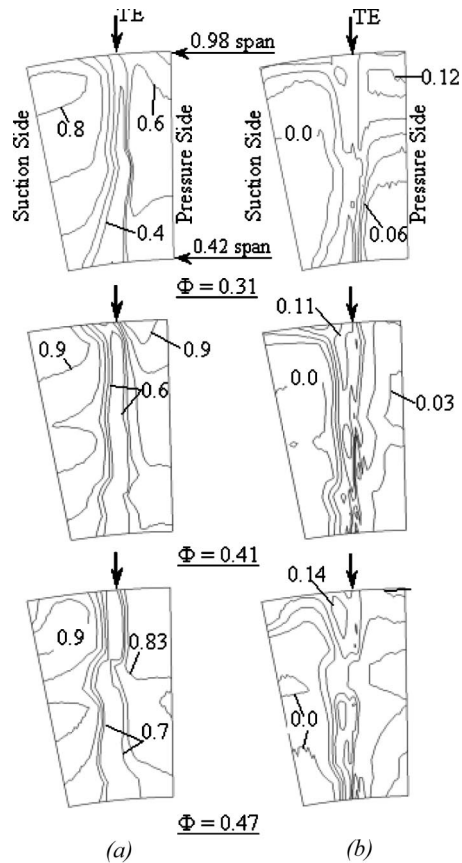 TE
TE
0.98 span
0.12
0.8
0.6
0.0
Suction Side
Pressure Side
Suction Side
Pressure Side
0.4
0.06
0.42 span
Φ = 0.31
0.11
0.9
0.9
0.0
0.6
0.03
Φ = 0.41
0.14
0.9
0.83
0.7
0.0
Φ = 0.47
(a)
(b)